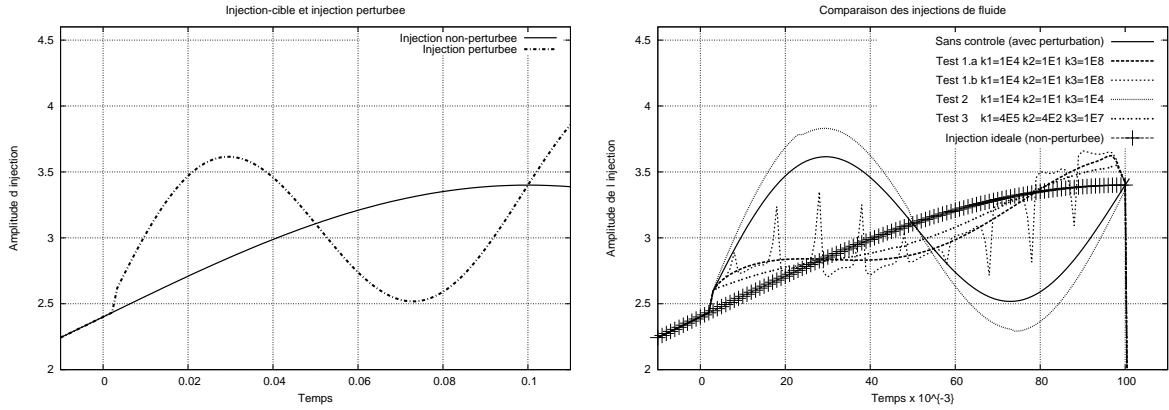 Injection-cible et injection perturbee
Injection non-perturbee
Injection perturbee
4.5
4
3.5
3
2.5
2
Amplitude d injection
0
0.02
0.04
0.06
0.08
0.1
Temps
Comparaison des injections de fluide
Sans controle (avec perturbation)
Test 1.a k1=1E4 k2=1E1 k3=1E8
Test 1.b k1=1E4 k2=1E1 k3=1E8
Test 2 k1=1E4 k2=1E1 k3=1E4
Test 3 k1=4E5 k2=4E2 k3=1E7
Injection ideale (non-perturbee)
4.5
4
3.5
3
2.5
2
Amplitude de l injection
0
20
40
60
80
100
Temps x 10^{-3}